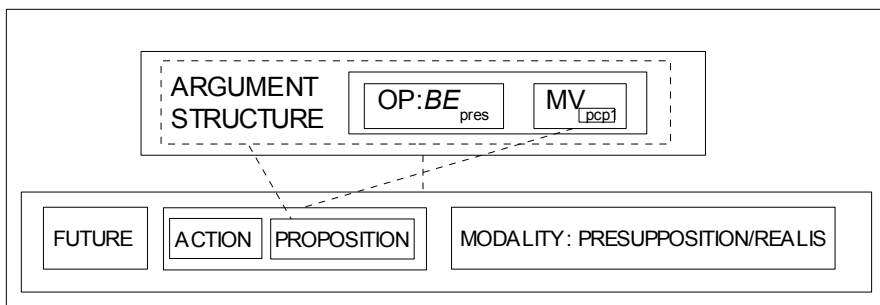 ARGUMENT
STRUCTURE
OP:BE pres
MV pcp1
FUTURE
ACTION
PROPOSITION
MODALITY: PRESUPPOSITION/REALIS